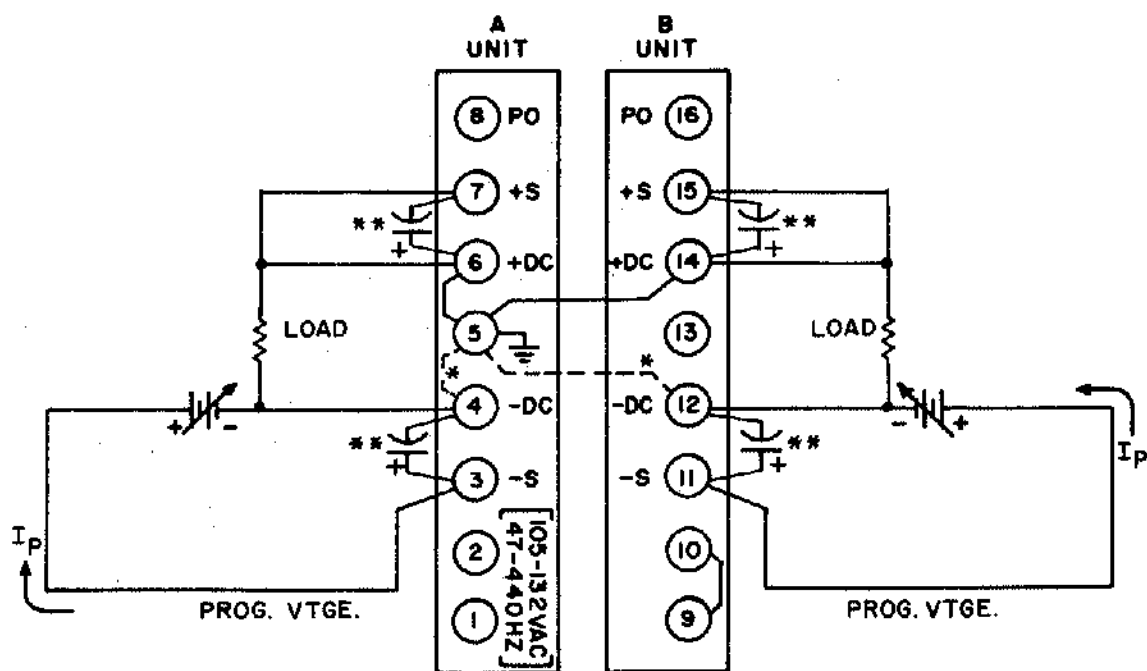 A
UNIT
B
UNIT
8 PO
PO 16
7 +S
+S 15
**
+
**
+
6 +DC
+DC 14
5
13
LOAD
LOAD
*
*
4 -DC
-DC 12
+ -
- +
**
+
**
+
3 -S
-S 11
Ip
Ip
2
10
105-132VAC
47-440HZ
1
9
PROG. VTGE.
PROG. VTGE.